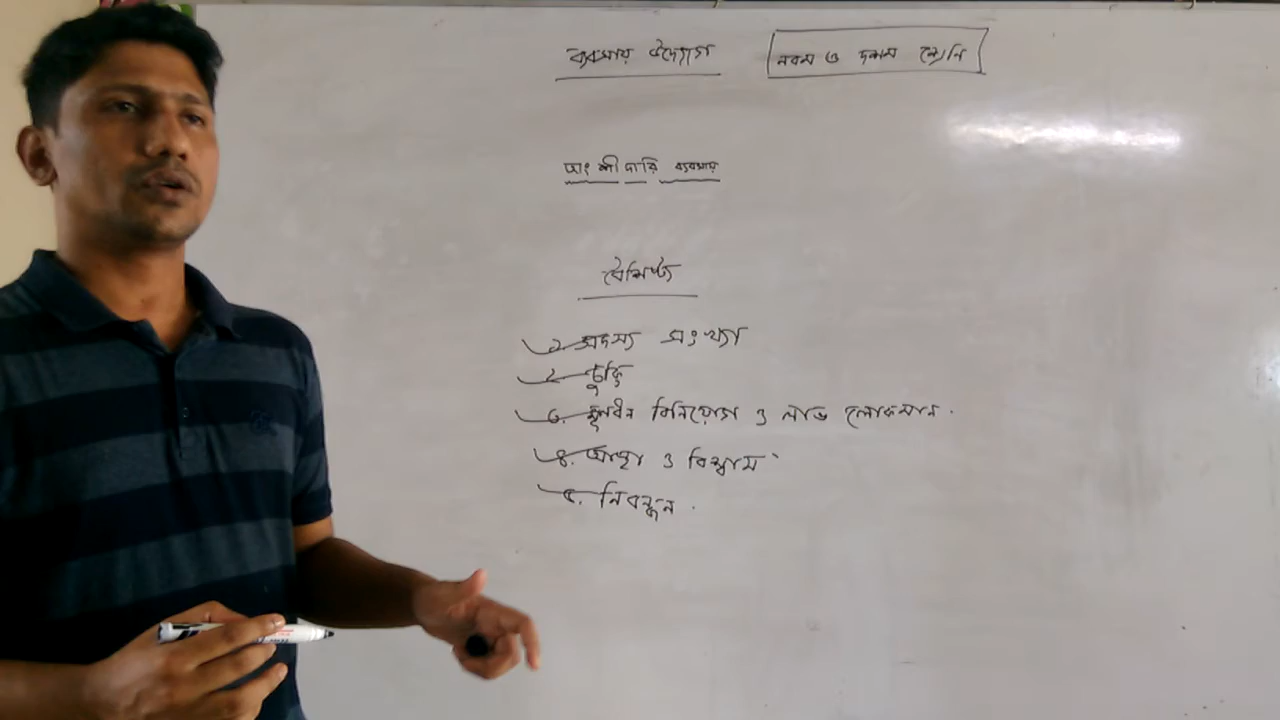 ব্যবসায় উদ্যোগ
নবম ও দশম শ্রেণি
অংশীদারি ব্যবসায়
বৈশিষ্ট্য
১. সদস্য সংখ্যা
২. চুক্তি
৩. মূলধন বিনিয়োগ ও লাভ লোকসান.
৪. আস্থা ও বিশ্বাস
৫. নিবন্ধন.